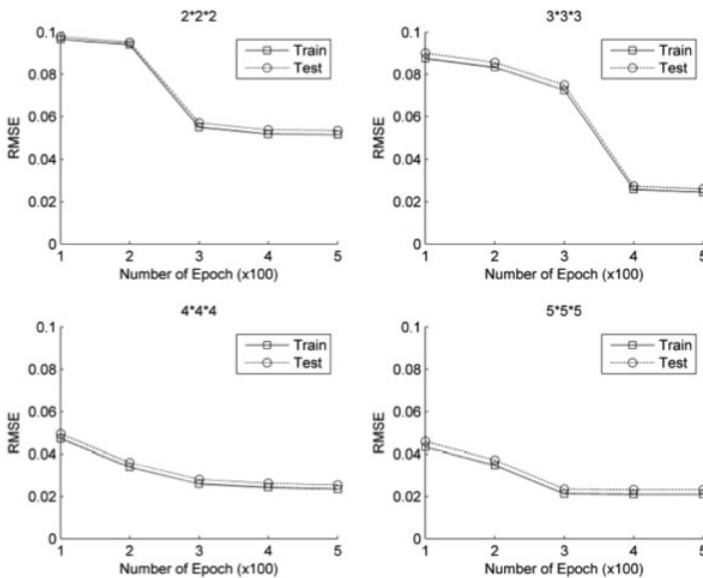 2*2*2
0.1
0.08
0.06
0.04
0.02
0
RMSE
Train
Test
1 2 3 4 5
Number of Epoch (x100)
3*3*3
0.1
0.08
0.06
0.04
0.02
0
RMSE
Train
Test
1 2 3 4 5
Number of Epoch (x100)
4*4*4
0.1
0.08
0.06
0.04
0.02
0
RMSE
Train
Test
1 2 3 4 5
Number of Epoch (x100)
5*5*5
0.1
0.08
0.06
0.04
0.02
0
RMSE
Train
Test
1 2 3 4 5
Number of Epoch (x100)